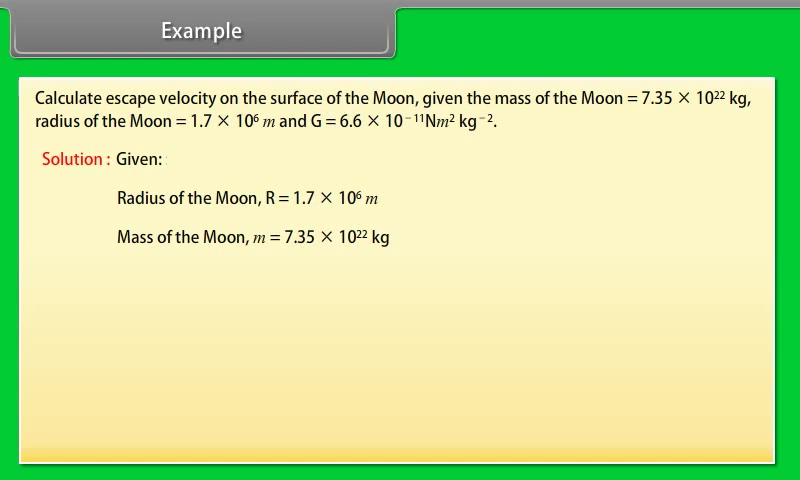 Example
Calculate escape velocity on the surface of the Moon, given the mass of the Moon = 7.35 × 10²² kg,
radius of the Moon = 1.7 × 10⁶ m and G = 6.6 × 10⁻¹¹Nm² kg⁻².
Solution : Given:
Radius of the Moon, R = 1.7 × 10⁶ m
Mass of the Moon, m = 7.35 × 10²² kg